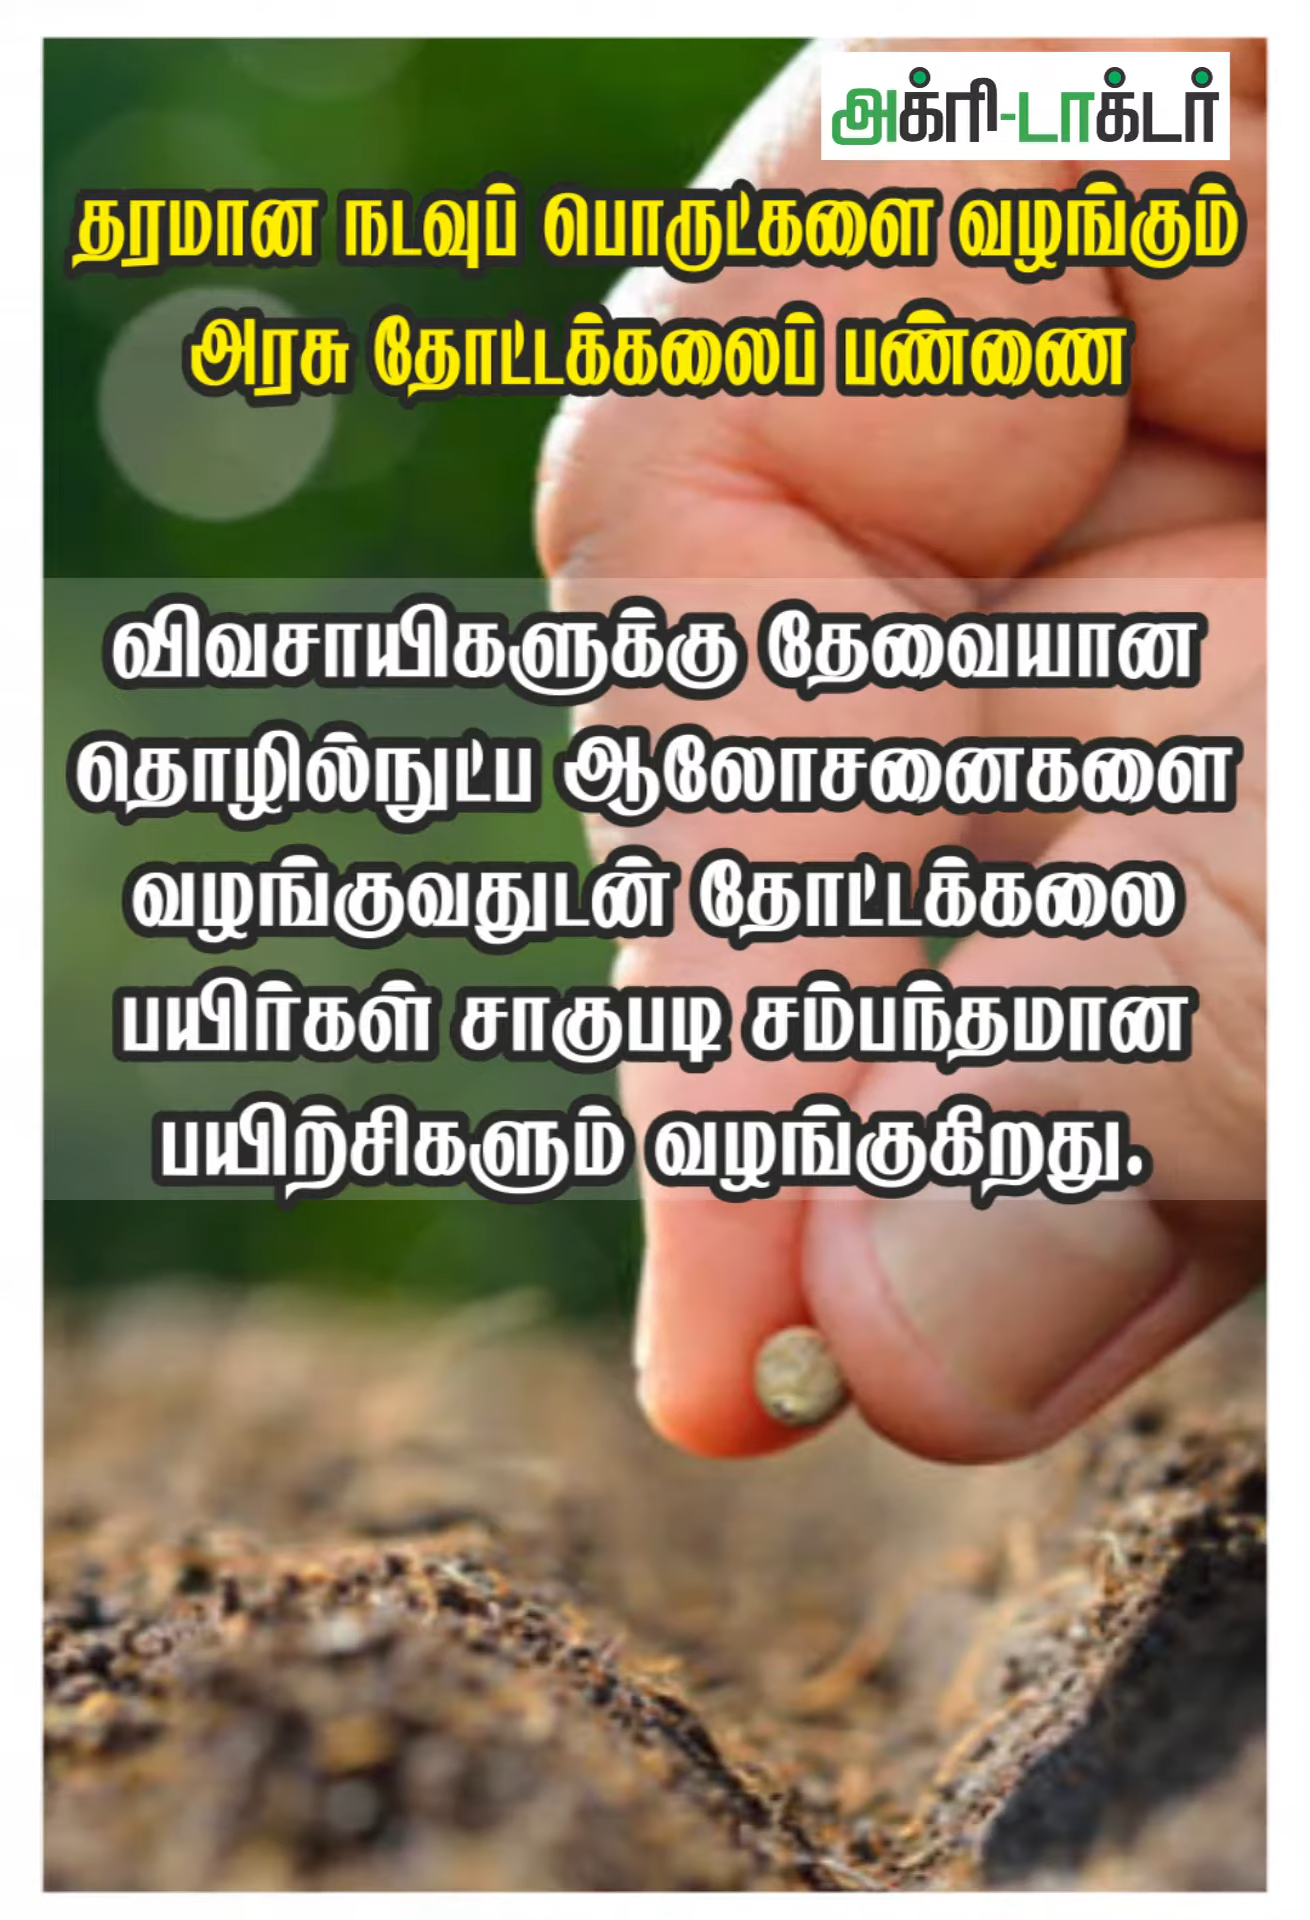 அக்ரி-டாக்டர்
தரமான நடவுப் பொருட்களை வழங்கும்
அரசு தோட்டக்கலைப் பண்ணை
விவசாயிகளுக்கு தேவையான
தொழில்நுட்ப ஆலோசனைகளை
வழங்குவதுடன் தோட்டக்கலை
பயிர்கள் சாகுபடி சம்பந்தமான
பயிற்சிகளும் வழங்குகிறது.